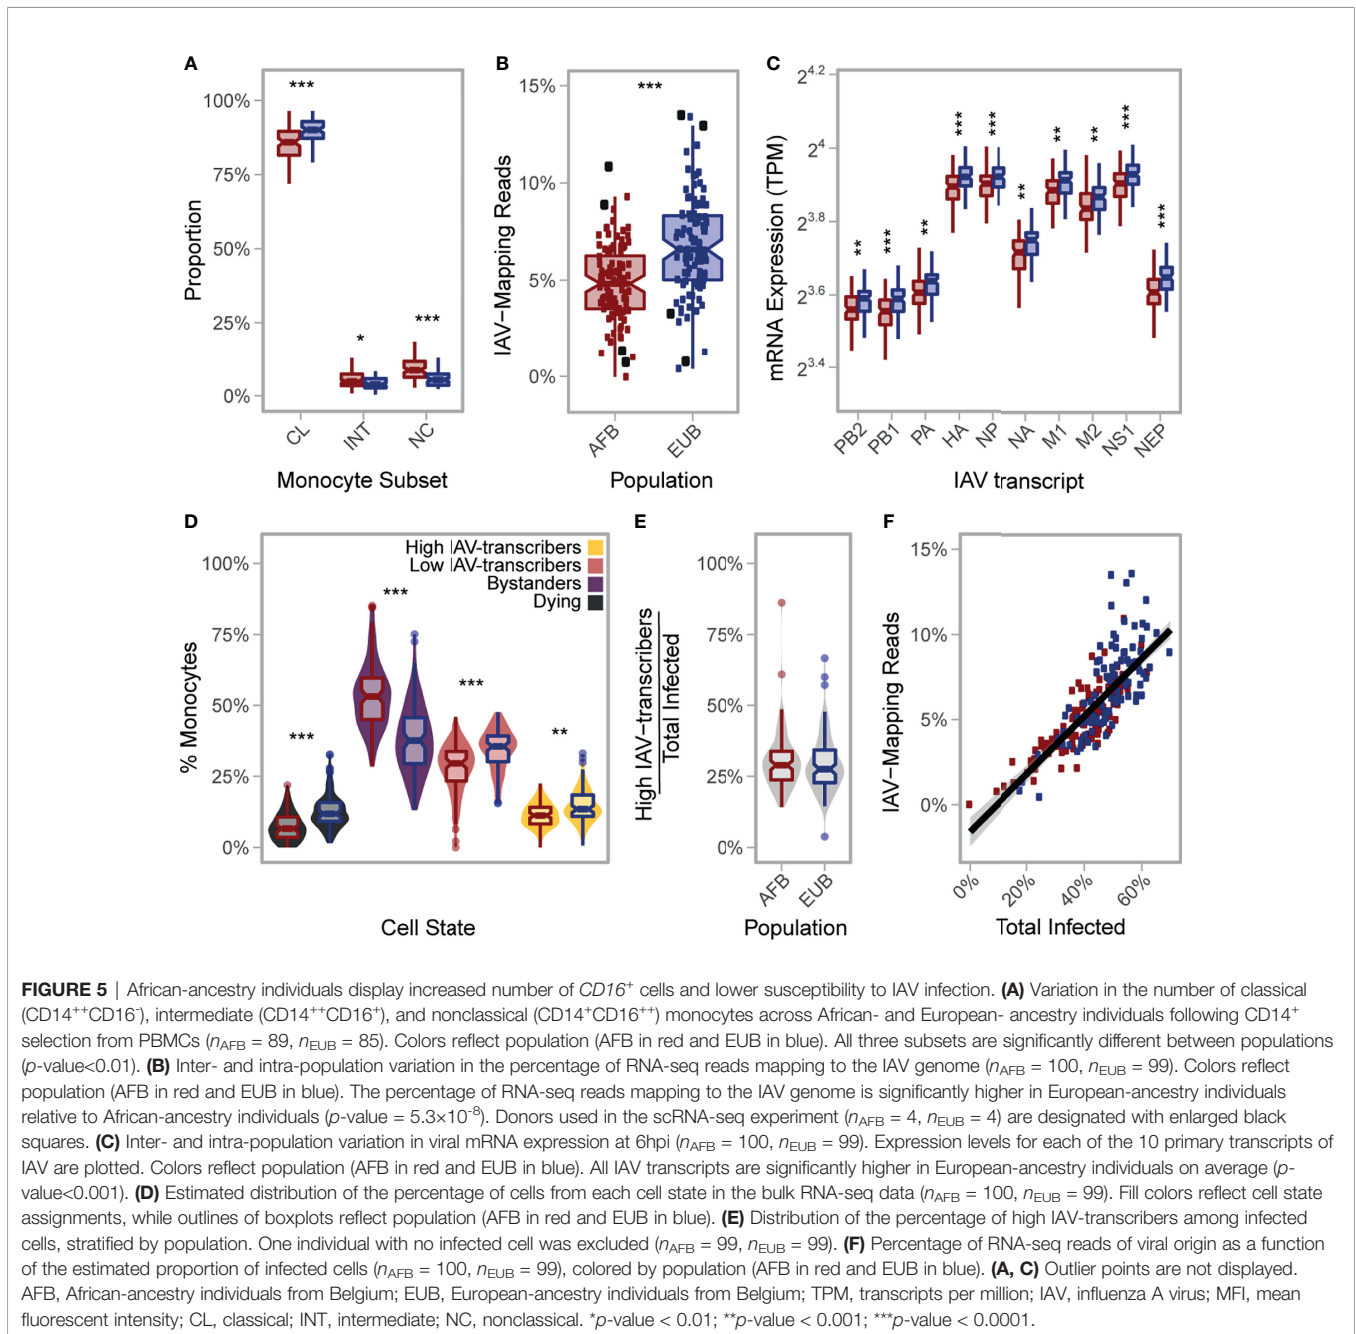 A
B
C
100%
75%
50%
25%
0%
Proportion
***
*
***
CL
INT
NC
Monocyte Subset
15%
10%
5%
0%
IAV−Mapping Reads
***
AFB
EUB
Population
2^4.2
2^4
2^3.8
2^3.6
2^3.4
mRNA Expression (TPM)
**
***
**
***
***
**
**
**
***
***
PB2
PB1
PA
HA
NP
NA
M1
M2
NS1
NEP
IAV transcript
D
E
F
100%
75%
50%
25%
0%
% Monocytes
High IAV-transcribers
Low IAV-transcribers
Bystanders
Dying
***
***
***
**
Cell State
High IAV−transcribers
Total Infected
100%
75%
50%
25%
0%
AFB
EUB
Population
15%
10%
5%
0%
IAV−Mapping Reads
0%
20%
40%
60%
Total Infected
FIGURE 5 | African-ancestry individuals display increased number of CD16⁺ cells and lower susceptibility to IAV infection. (A) Variation in the number of classical
(CD14⁺⁺CD16⁻), intermediate (CD14⁺⁺CD16⁺), and nonclassical (CD14⁺CD16⁺⁺) monocytes across African- and European- ancestry individuals following CD14⁺
selection from PBMCs (nAFB = 89, nEUB = 85). Colors reflect population (AFB in red and EUB in blue). All three subsets are significantly different between populations
(p-value<0.01). (B) Inter- and intra-population variation in the percentage of RNA-seq reads mapping to the IAV genome (nAFB = 100, nEUB = 99). Colors reflect
population (AFB in red and EUB in blue). The percentage of RNA-seq reads mapping to the IAV genome is significantly higher in European-ancestry individuals
relative to African-ancestry individuals (p-value = 5.3×10⁻⁸). Donors used in the scRNA-seq experiment (nAFB = 4, nEUB = 4) are designated with enlarged black
squares. (C) Inter- and intra-population variation in viral mRNA expression at 6hpi (nAFB = 100, nEUB = 99). Expression levels for each of the 10 primary transcripts of
IAV are plotted. Colors reflect population (AFB in red and EUB in blue). All IAV transcripts are significantly higher in European-ancestry individuals on average (p-
value<0.001). (D) Estimated distribution of the percentage of cells from each cell state in the bulk RNA-seq data (nAFB = 100, nEUB = 99). Fill colors reflect cell state
assignments, while outlines of boxplots reflect population (AFB in red and EUB in blue). (E) Distribution of the percentage of high IAV-transcribers among infected
cells, stratified by population. One individual with no infected cell was excluded (nAFB = 99, nEUB = 99). (F) Percentage of RNA-seq reads of viral origin as a function
of the estimated proportion of infected cells (nAFB = 100, nEUB = 99), colored by population (AFB in red and EUB in blue). (A, C) Outlier points are not displayed.
AFB, African-ancestry individuals from Belgium; EUB, European-ancestry individuals from Belgium; TPM, transcripts per million; IAV, influenza A virus; MFI, mean
fluorescent intensity; CL, classical; INT, intermediate; NC, nonclassical. *p-value < 0.01; **p-value < 0.001; ***p-value < 0.0001.